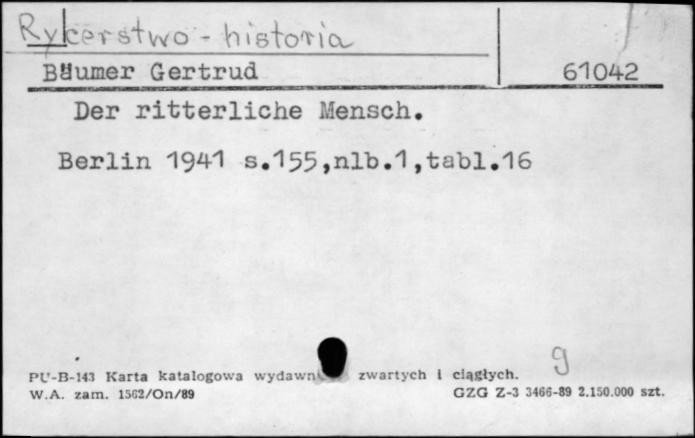 Rycerstwo - historia
Bäumer Gertrud 61042
Der ritterliche Mensch.
Berlin 1941 s.155,nlb.1,tabl.16
9
PU-B-143 Karta katalogowa zwartych i ciągłych.
W.A. zam. 1562/On/89 GZG Z-3 3466-89 2.150.000 szt.